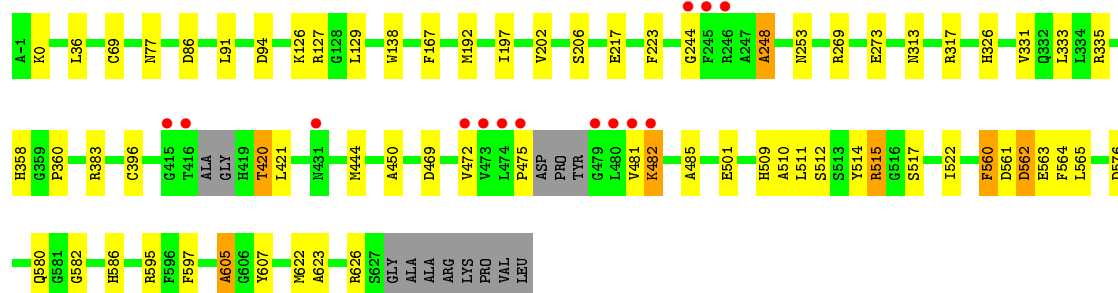 A-1 K0 L36 C69 N77 D86 L91 D94 K126 R127 G128 L129 W138 F167 M192 I197 V202 S206 E217 F223 G244 F245 R246 A247 A248 N253 R269 E273 N313 R317 H326 V331 Q332 L333 L334 R335
H358 G359 P360 R383 C396 G415 T416 ALA GLY H419 T420 L421 N431 M444 A450 D469 V472 V473 L474 P475 ASP PRO TYR G479 L480 V481 K482 A485 E501 H509 A510 L511 S512 S513 Y514 R515 G516 S517 I522 F560 D561 D562 E563 F564 L565 D576
Q580 G581 G582 H586 R595 F596 F597 A605 G606 Y607 M622 A623 R626 S627 GLY ALA ALA ARG LYS PRO VAL LEU